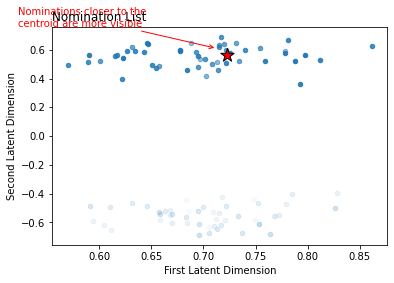 Nominations closer to the
centroid are more visible
Nomination List
0.6
0.4
0.2
0.0
−0.2
−0.4
−0.6
Second Latent Dimension
0.60
0.65
0.70
0.75
0.80
0.85
First Latent Dimension